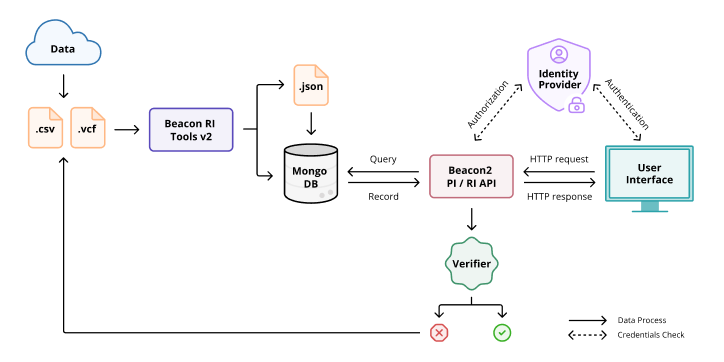 Data
.csv
.vcf
Beacon RI
Tools v2
.json
Mongo
DB
Query
Record
Beacon2
PI / RI API
Authorization
Identity
Provider
Authentication
HTTP request
HTTP response
User
Interface
Verifier
Data Process
Credentials Check